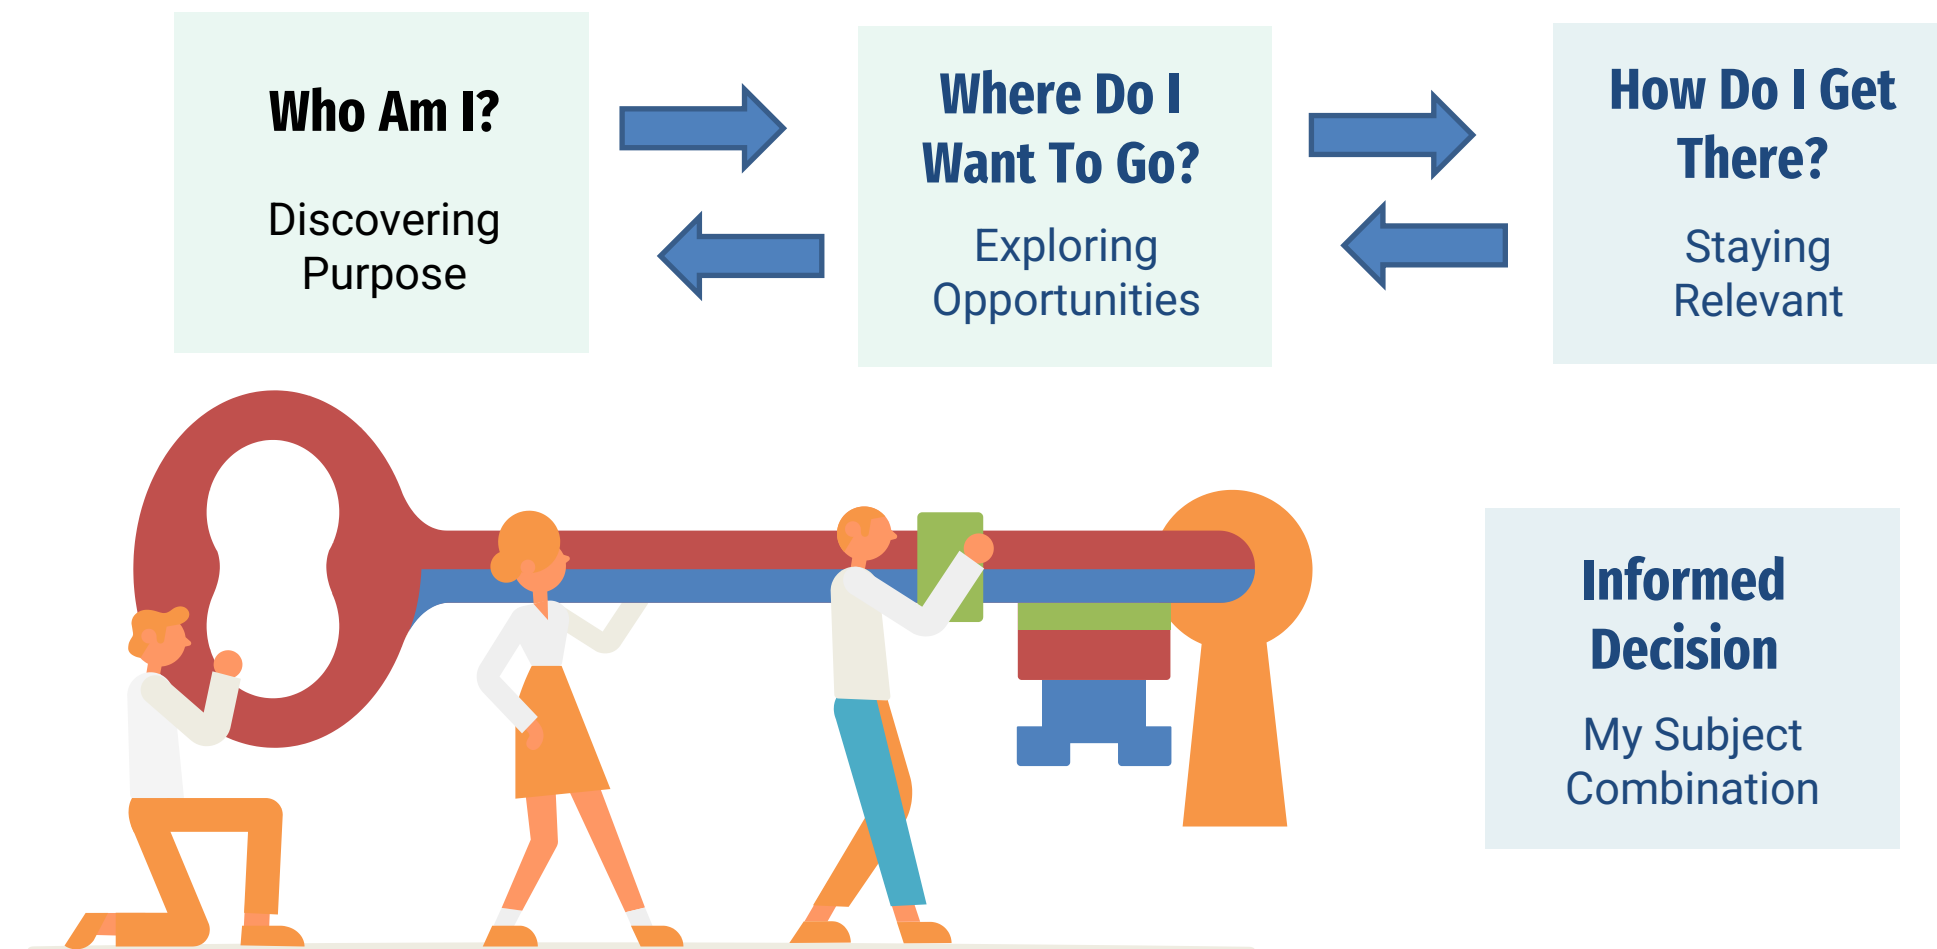 Who Am I?
Discovering
Purpose
Where Do I
Want To Go?
Exploring
Opportunities
How Do I Get
There?
Staying
Relevant
Informed
Decision
My Subject
Combination